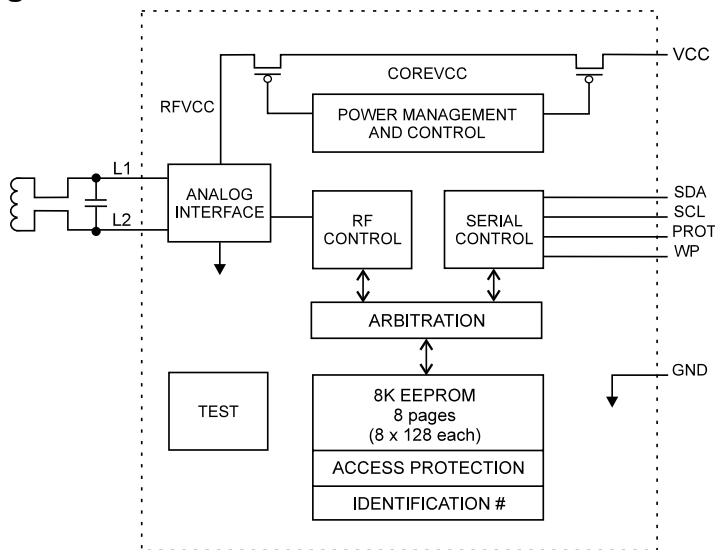 VCC
COREVCC
RFVCC
POWER MANAGEMENT
AND CONTROL
L1
ANALOG
INTERFACE
L2
RF
CONTROL
SERIAL
CONTROL
SDA
SCL
PROT
WP
ARBITRATION
GND
TEST
8K EEPROM
8 pages
(8 x 128 each)
ACCESS PROTECTION
IDENTIFICATION #